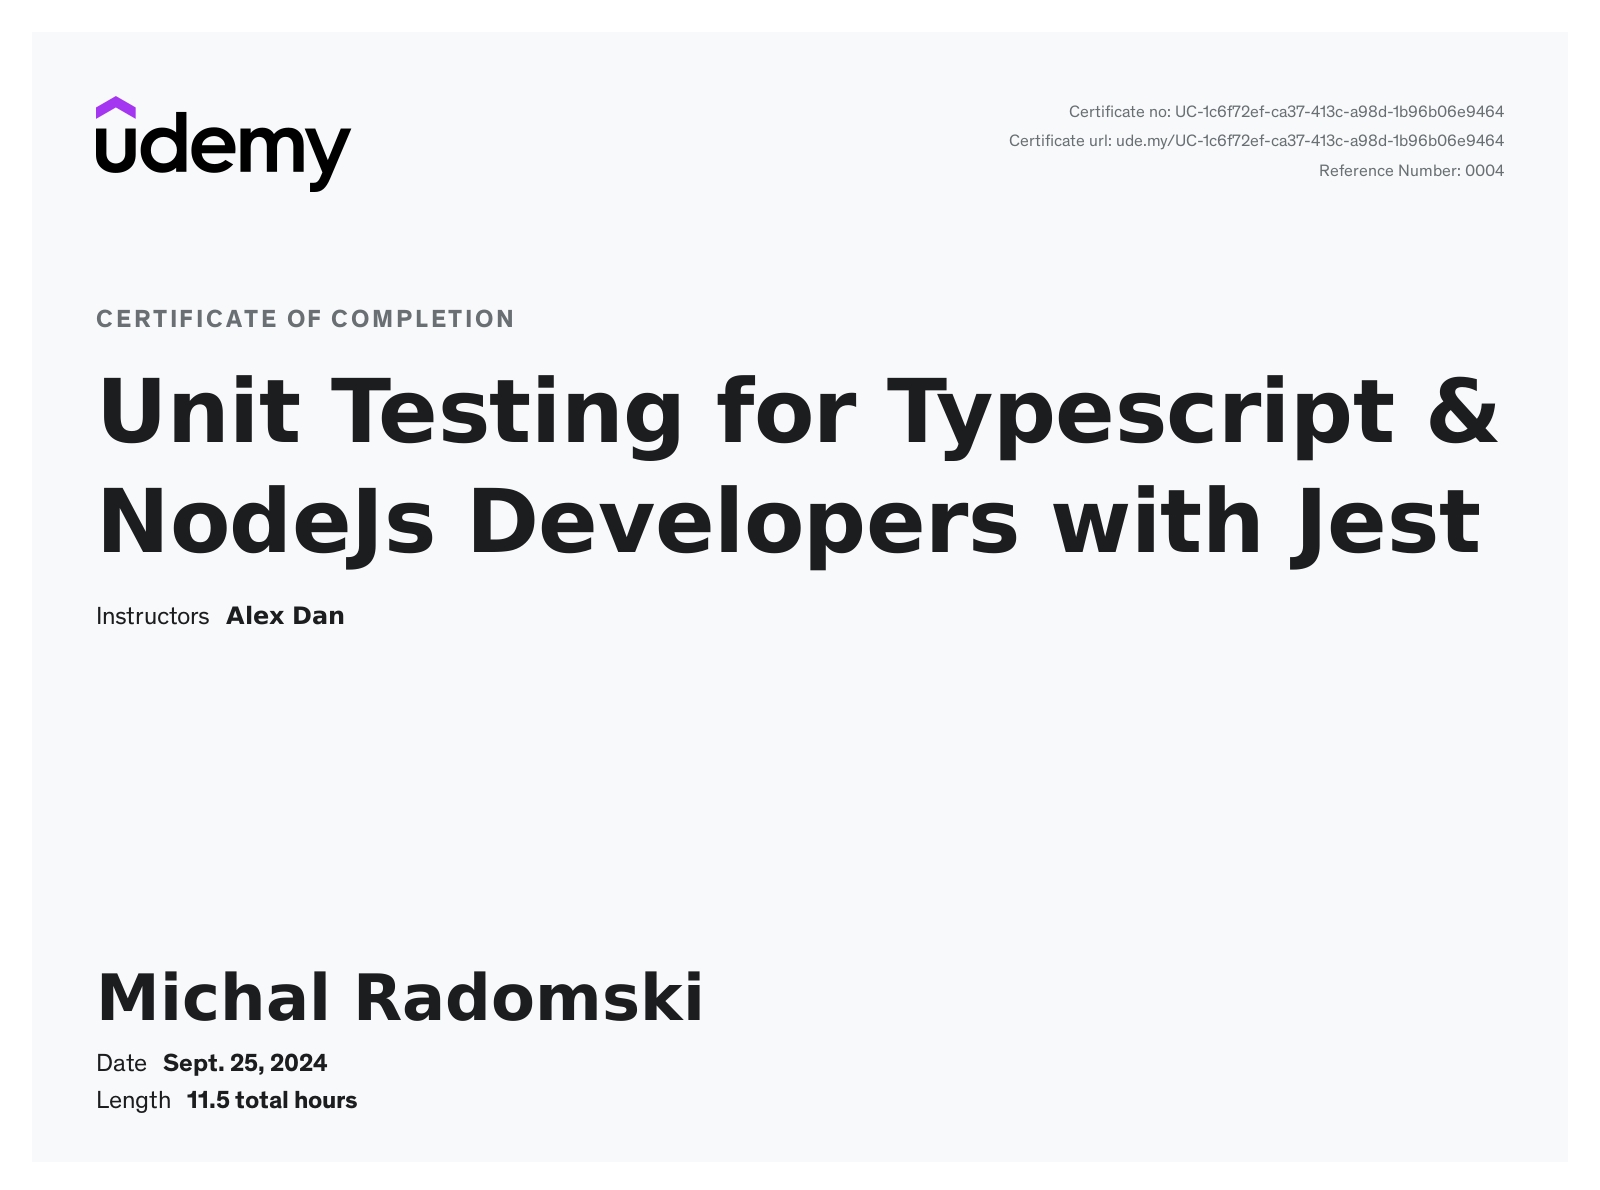 udemy
Certificate no: UC-1c6f72ef-ca37-413c-a98d-1b96b06e9464
Certificate url: ude.my/UC-1c6f72ef-ca37-413c-a98d-1b96b06e9464
Reference Number: 0004
CERTIFICATE OF COMPLETION
Unit Testing for Typescript &
NodeJs Developers with Jest
Instructors Alex Dan
Michal Radomski
Date Sept. 25, 2024
Length 11.5 total hours